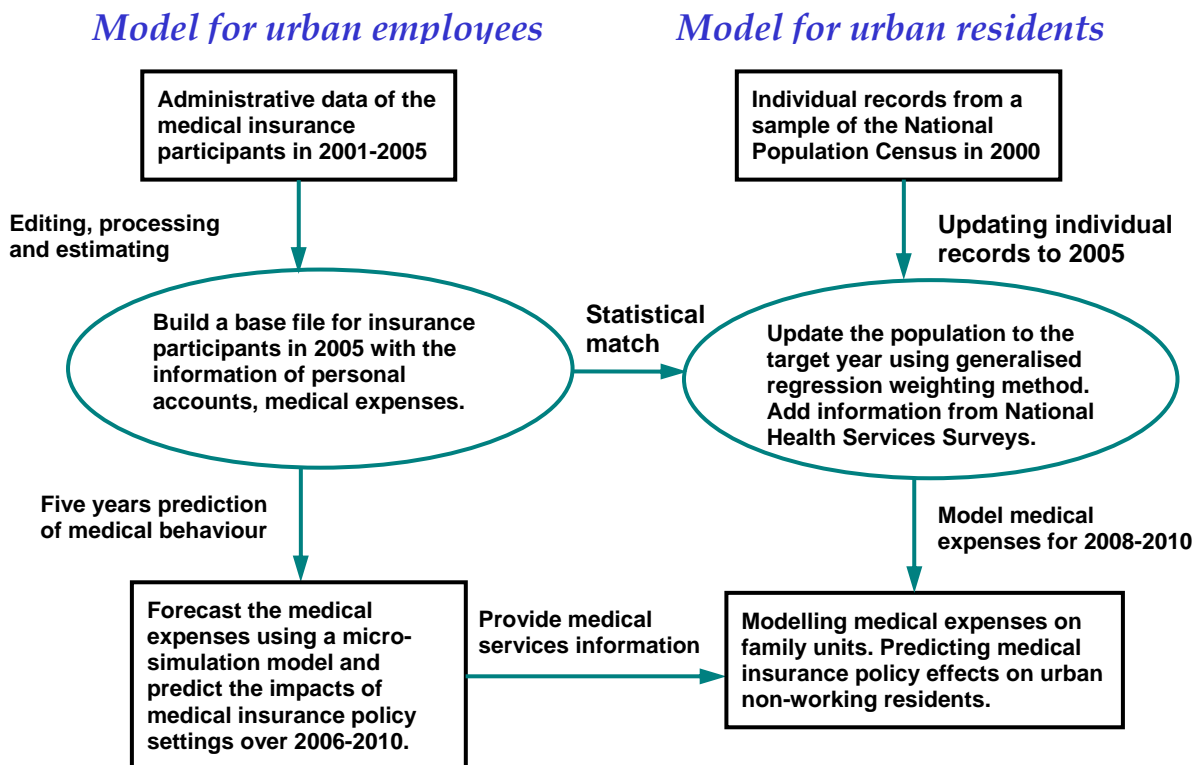 Model for urban employees
Model for urban residents
Administrative data of the
medical insurance
participants in 2001-2005
Individual records from a
sample of the National
Population Census in 2000
Editing, processing
and estimating
Updating individual
records to 2005
Build a base file for insurance
participants in 2005 with the
information of personal
accounts, medical expenses.
Statistical
match
Update the population to the
target year using generalised
regression weighting method.
Add information from National
Health Services Surveys.
Five years prediction
of medical behaviour
Model medical
expenses for 2008-2010
Forecast the medical
expenses using a micro-
simulation model and
predict the impacts of
medical insurance policy
settings over 2006-2010.
Provide medical
services information
Modelling medical expenses on
family units. Predicting medical
insurance policy effects on urban
non-working residents.